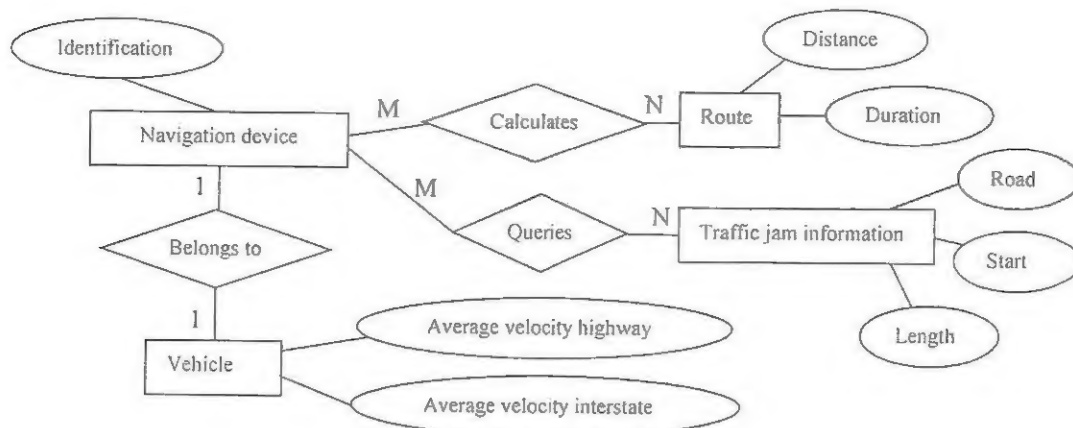 Identification
Distance
M
Calculates
N
Route
Duration
Navigation device
1
M
Queries
N
Traffic jam information
Road
Start
Length
Belongs to
1
Vehicle
Average velocity highway
Average velocity interstate